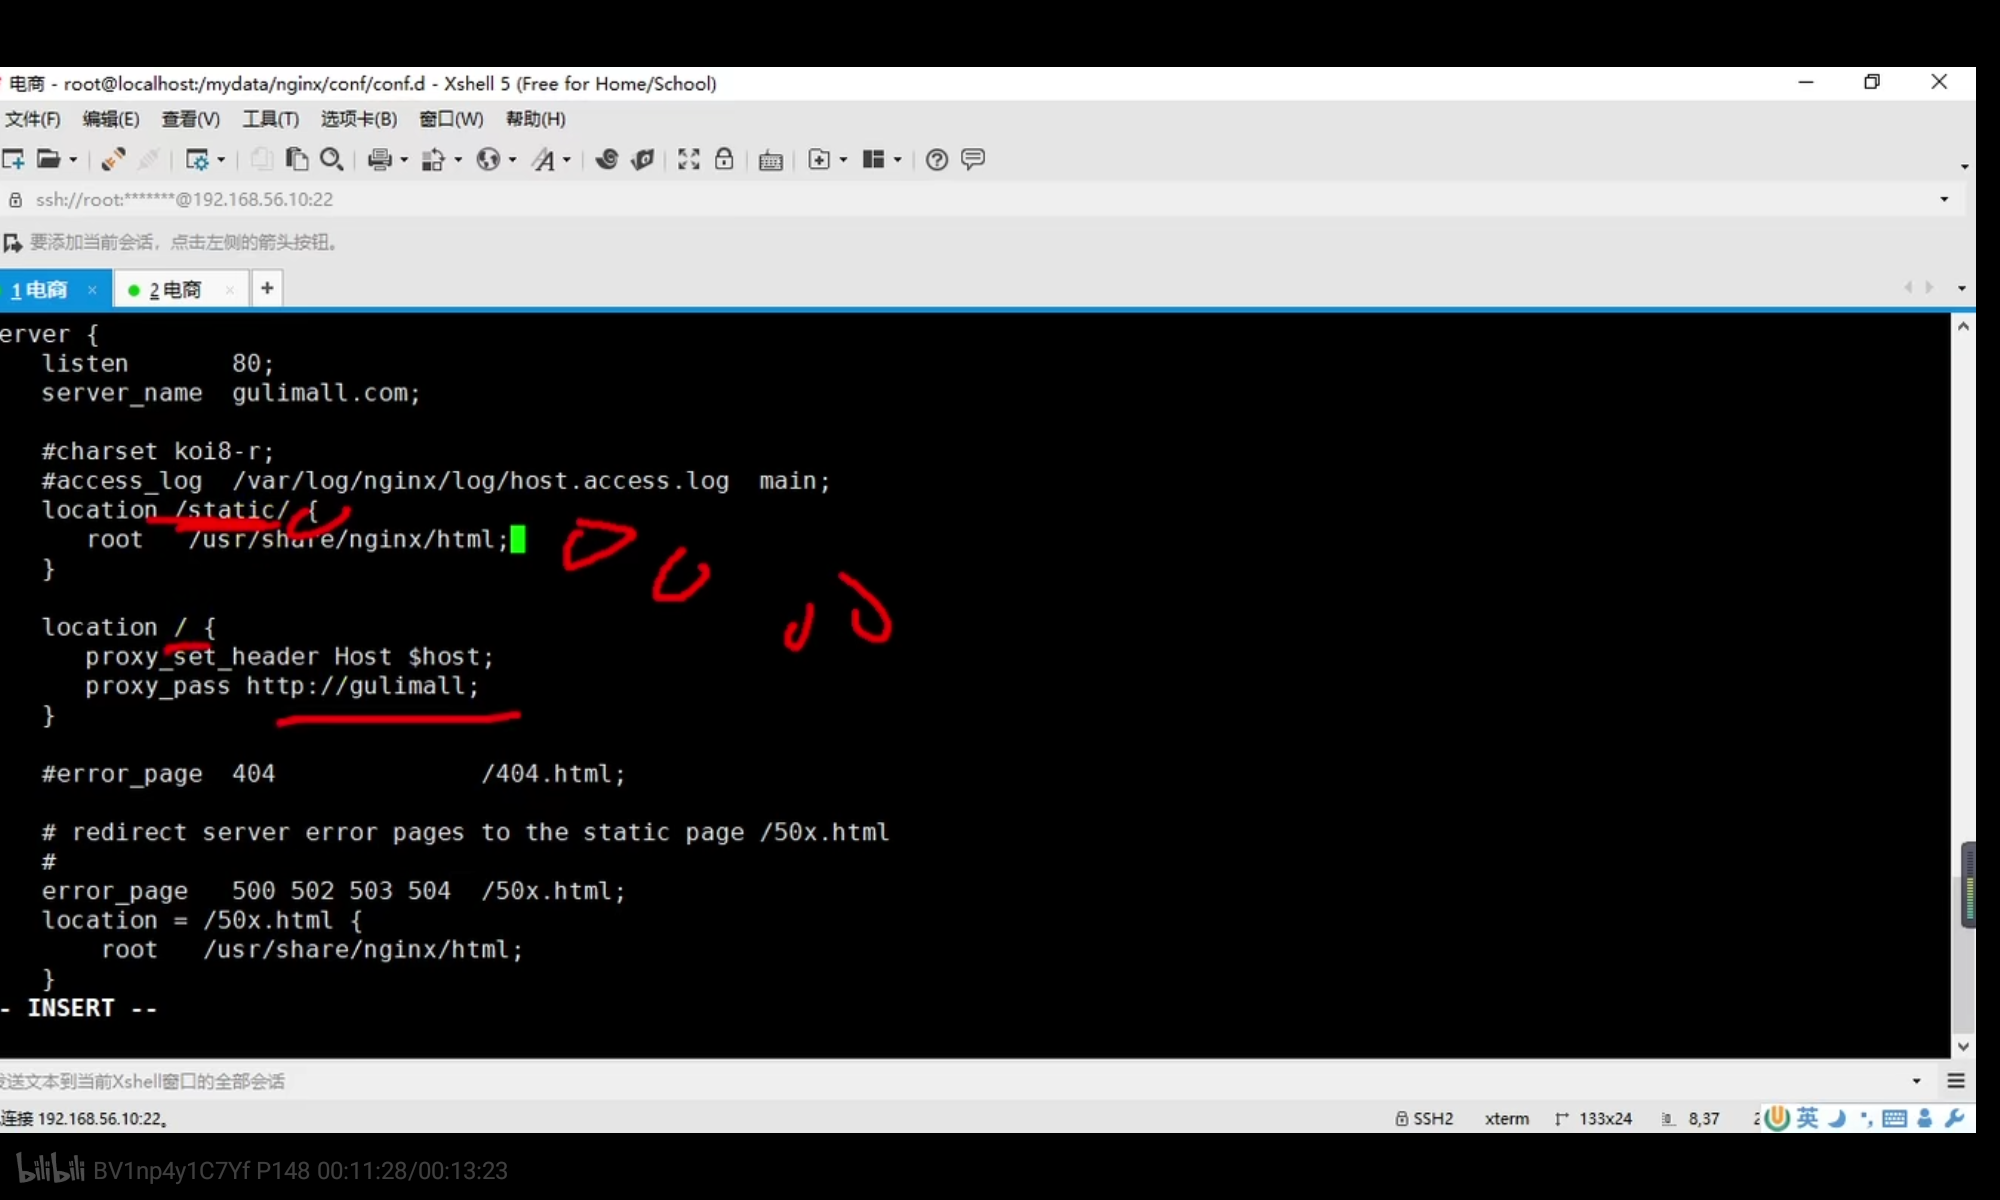 电商 - root@localhost:/mydata/nginx/conf/conf.d - Xshell 5 (Free for Home/School)
文件(F) 编辑(E) 查看(V) 工具(T) 选项卡(B) 窗口(W) 帮助(H)
ssh://root:*******@192.168.56.10:22
要添加当前会话，点击左侧的箭头按钮。
1 电商 × 2 电商 × +
erver {
listen 80;
server_name gulimall.com;
#charset koi8-r;
#access_log /var/log/nginx/log/host.access.log main;
location /static/ {
root /usr/share/nginx/html;
}
location / {
proxy_set_header Host $host;
proxy_pass http://gulimall;
}
#error_page 404 /404.html;
# redirect server error pages to the static page /50x.html
#
error_page 500 502 503 504 /50x.html;
location = /50x.html {
root /usr/share/nginx/html;
}
- INSERT --
送文本到当前Xshell窗口的全部会话
连接 192.168.56.10:22。 SSH2 xterm 133x24 8,37 英
bilibili BV1np4y1C7Yf P148 00:11:28/00:13:23